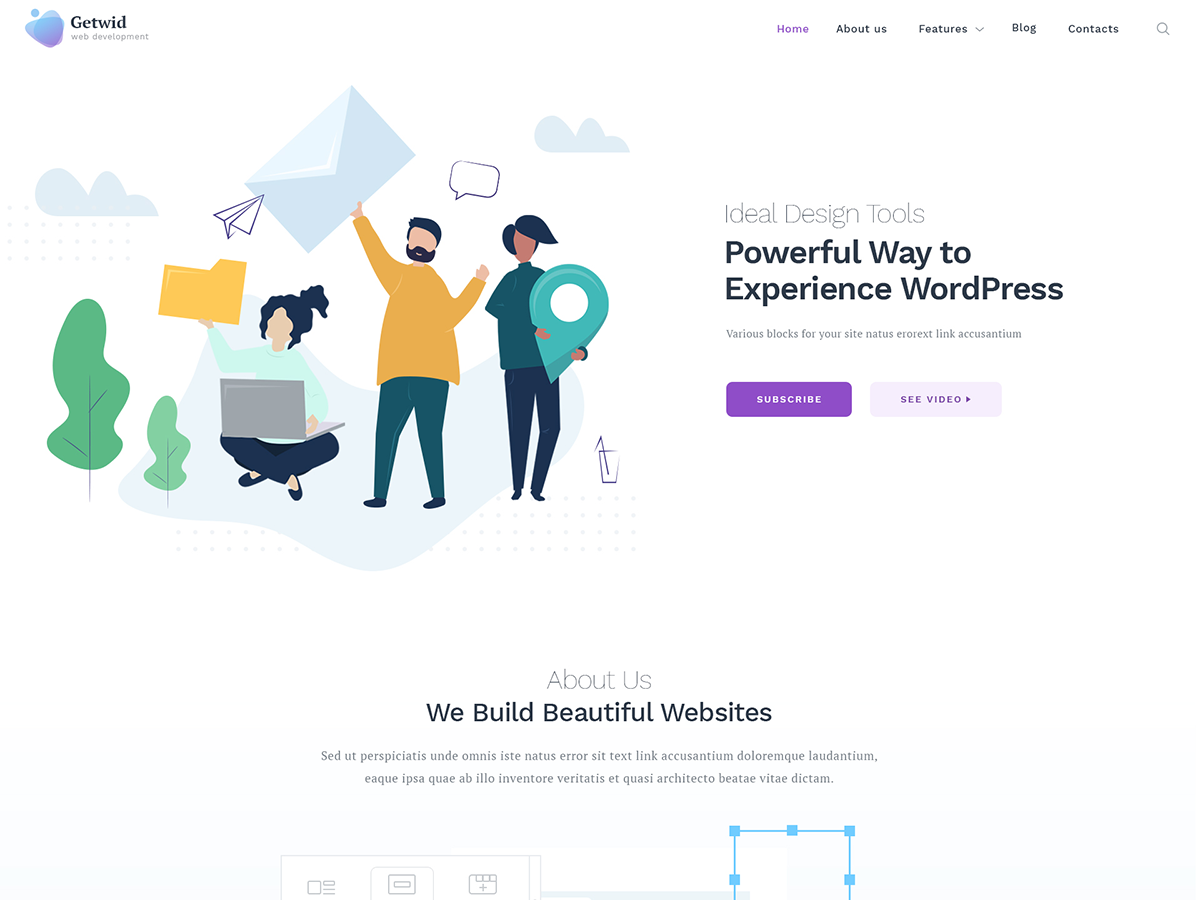 Getwid
web development
Home
About us
Features
Blog
Contacts
Ideal Design Tools
Powerful Way to
Experience WordPress
Various blocks for your site natus erorext link accusantium
SUBSCRIBE
SEE VIDEO
About Us
We Build Beautiful Websites
Sed ut perspiciatis unde omnis iste natus error sit text link accusantium doloremque laudantium,
eaque ipsa quae ab illo inventore veritatis et quasi architecto beatae vitae dictam.